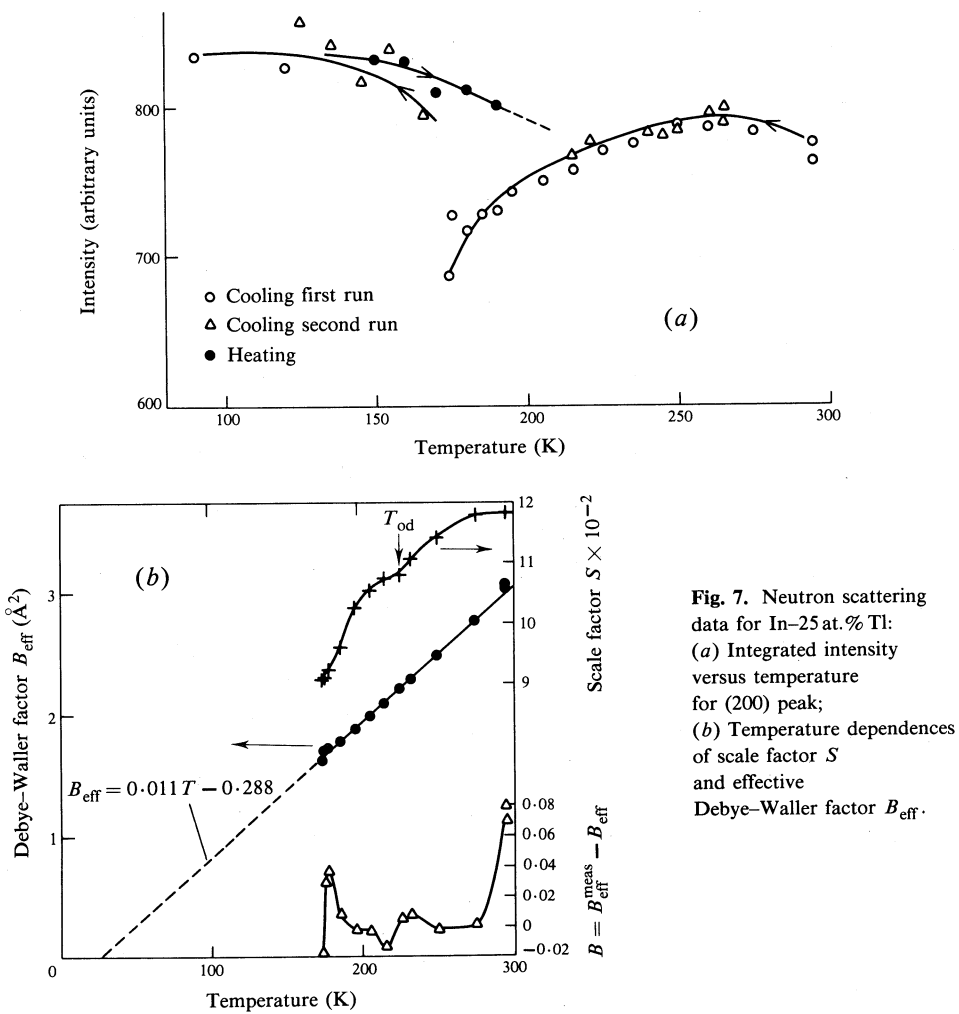 Intensity (arbitrary units)
800
700
600
Cooling first run
Cooling second run
Heating
(a)
100
150
200
250
300
Temperature (K)
Debye–Waller factor B_eff (Å²)
3
2
1
0
(b)
T_od
12
11
10
9
Scale factor S × 10⁻²
B_eff = 0·011T − 0·288
0·08
0·06
0·04
0·02
0
−0·02
B = B_eff^meas − B_eff
100
200
300
Temperature (K)
Fig. 7. Neutron scattering
data for In–25 at.% Tl:
(a) Integrated intensity
versus temperature
for (200) peak;
(b) Temperature dependences
of scale factor S
and effective
Debye–Waller factor B_eff.